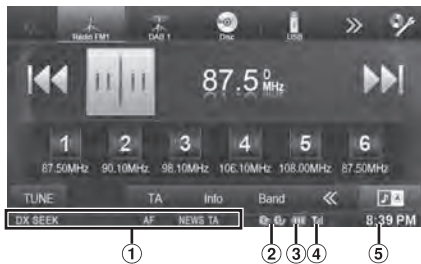 Radio FM1 DAB 1 Disc USB
87.5 0 MHz
1 2 3 4 5 6
87.50MHz 90.10MHz 98.10MHz 106.10MHz 108.00MHz 87.50MHz
TUNE TA Info Band
DX SEEK AF NEWS TA 8:39 PM
1 2 3 4 5